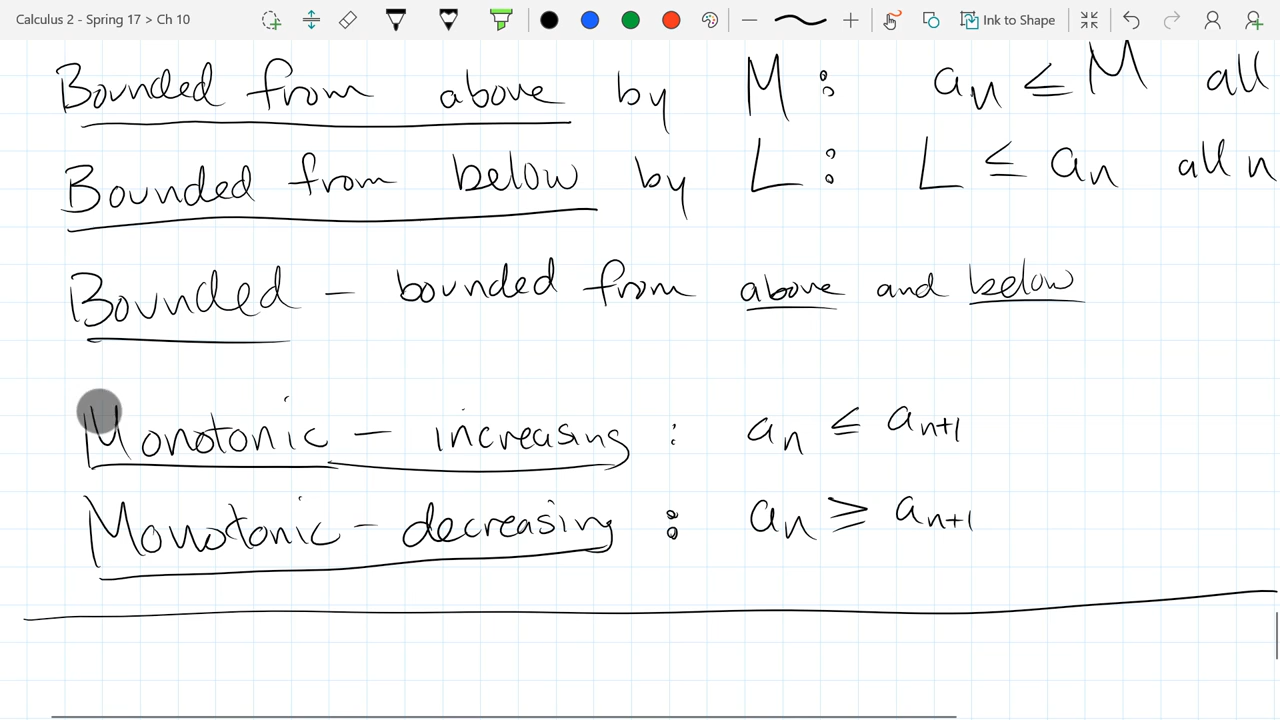 Calculus 2 - Spring 17 > Ch 10
Ink to Shape
Bounded from above by M : aₙ ≤ M all
Bounded from below by L : L ≤ aₙ all n
Bounded - bounded from above and below
Monotonic - increasing : aₙ ≤ aₙ₊₁
Monotonic - decreasing : aₙ ≥ aₙ₊₁